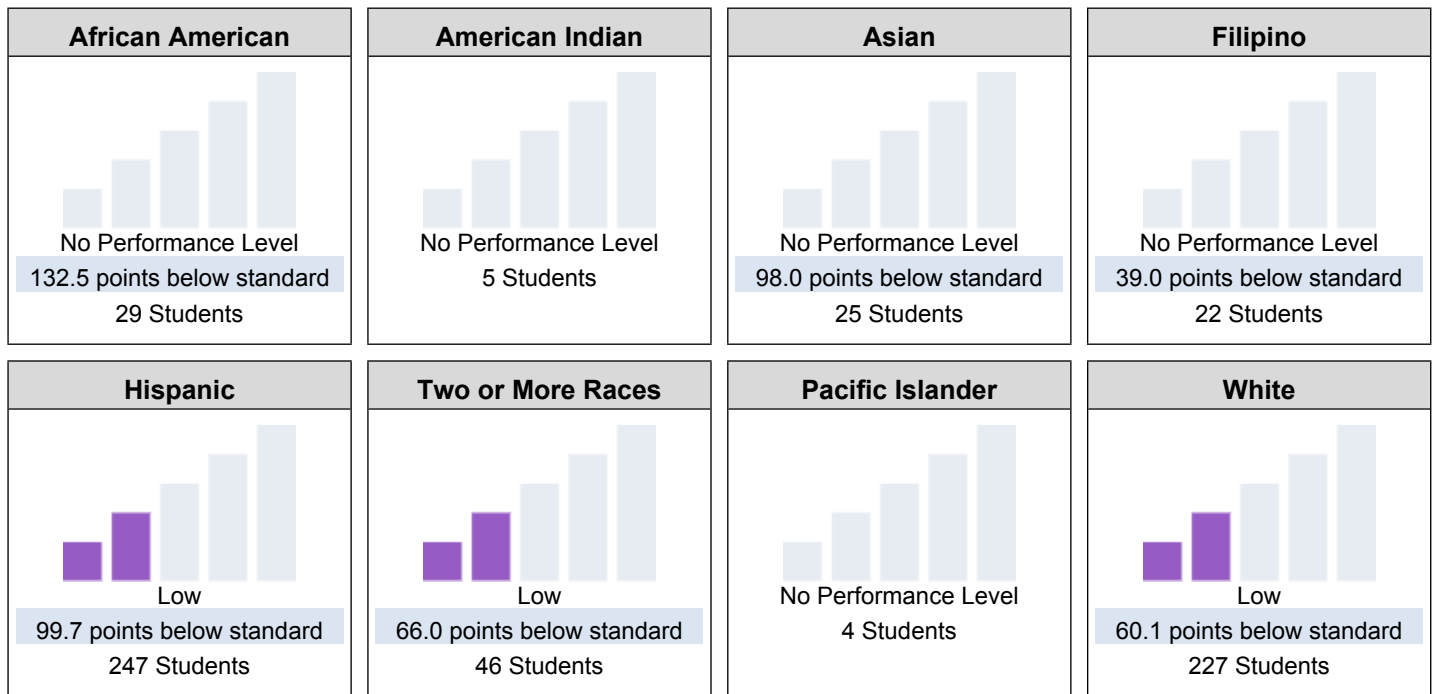 African American
No Performance Level
132.5 points below standard
29 Students
American Indian
No Performance Level
5 Students
Asian
No Performance Level
98.0 points below standard
25 Students
Filipino
No Performance Level
39.0 points below standard
22 Students
Hispanic
Low
99.7 points below standard
247 Students
Two or More Races
Low
66.0 points below standard
46 Students
Pacific Islander
No Performance Level
4 Students
White
Low
60.1 points below standard
227 Students